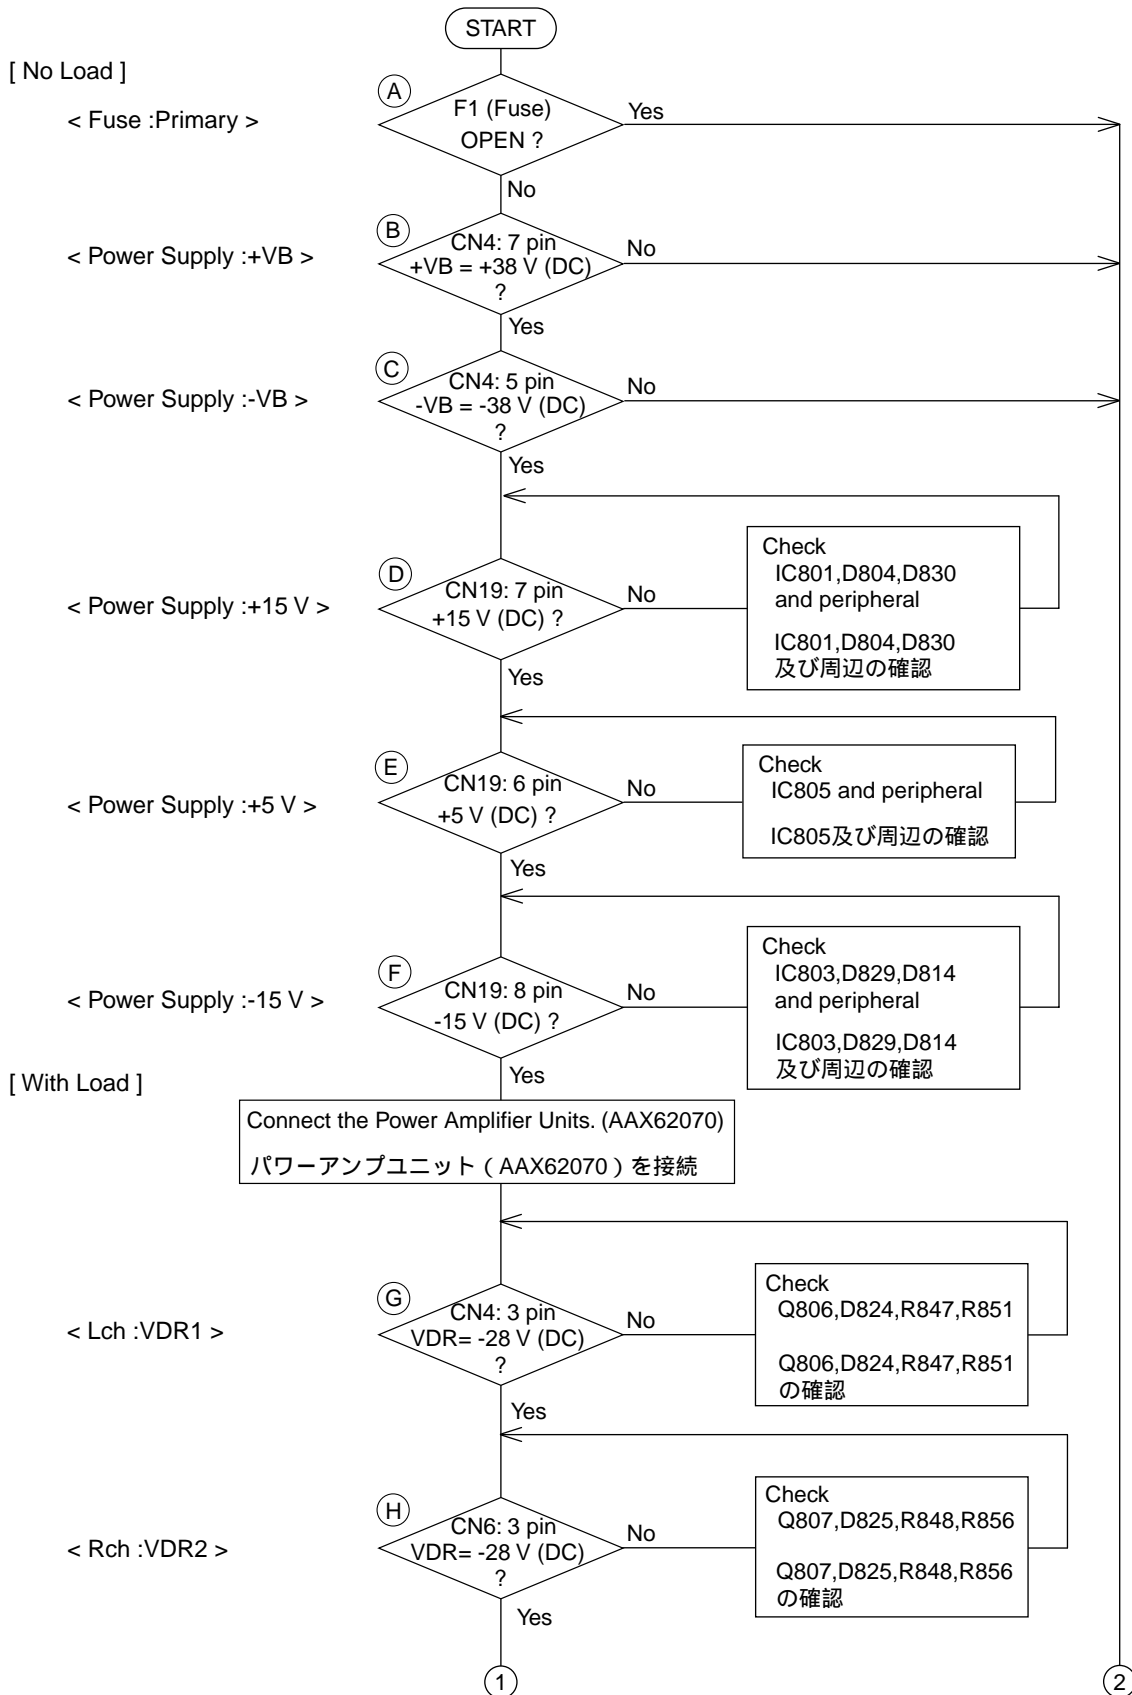 START
[ No Load ]
A
< Fuse :Primary >
F1 (Fuse)
OPEN ?
Yes
No
B
< Power Supply :+VB >
CN4: 7 pin
+VB = +38 V (DC)
?
No
Yes
C
< Power Supply :-VB >
CN4: 5 pin
-VB = -38 V (DC)
?
No
Yes
D
< Power Supply :+15 V >
CN19: 7 pin
+15 V (DC) ?
No
Check
IC801,D804,D830
and peripheral
IC801,D804,D830
及び周辺の確認
Yes
E
< Power Supply :+5 V >
CN19: 6 pin
+5 V (DC) ?
No
Check
IC805 and peripheral
IC805及び周辺の確認
Yes
F
< Power Supply :-15 V >
CN19: 8 pin
-15 V (DC) ?
No
Check
IC803,D829,D814
and peripheral
IC803,D829,D814
及び周辺の確認
Yes
[ With Load ]
Connect the Power Amplifier Units. (AAX62070)
パワーアンプユニット（AAX62070）を接続
G
< Lch :VDR1 >
CN4: 3 pin
VDR= -28 V (DC)
?
No
Check
Q806,D824,R847,R851
Q806,D824,R847,R851
の確認
Yes
H
< Rch :VDR2 >
CN6: 3 pin
VDR= -28 V (DC)
?
No
Check
Q807,D825,R848,R856
Q807,D825,R848,R856
の確認
Yes
1
2